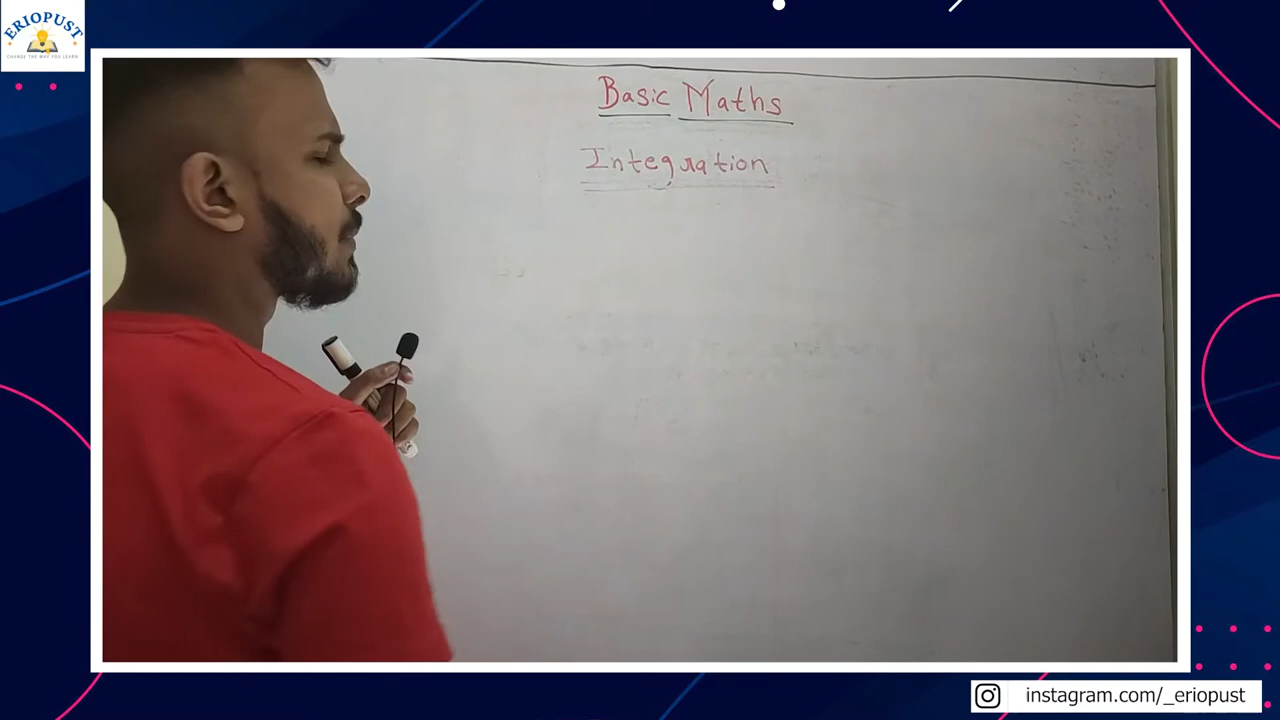 ERIOPUST
CHANGE THE WAY YOU LEARN
Basic Maths
Integration
instagram.com/_eriopust